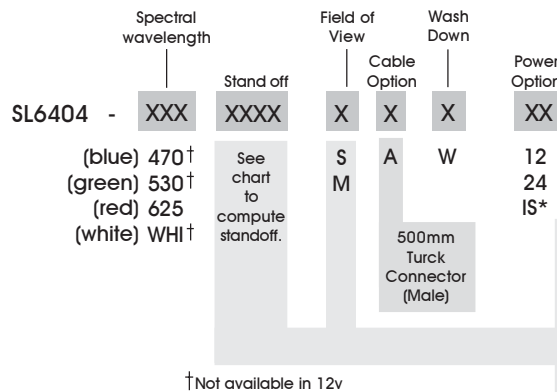 Spectral
wavelength
Field of
View
Wash
Down
Stand off
Cable
Option
Power
Option
SL6404 - XXX XXXX X X X XX
(blue) 470† See S A W 12
(green) 530† chart M 24
(red) 625 to IS*
(white) WHI† compute
standoff.
500mm
Turck
Connector
(Male)
†Not available in 12v